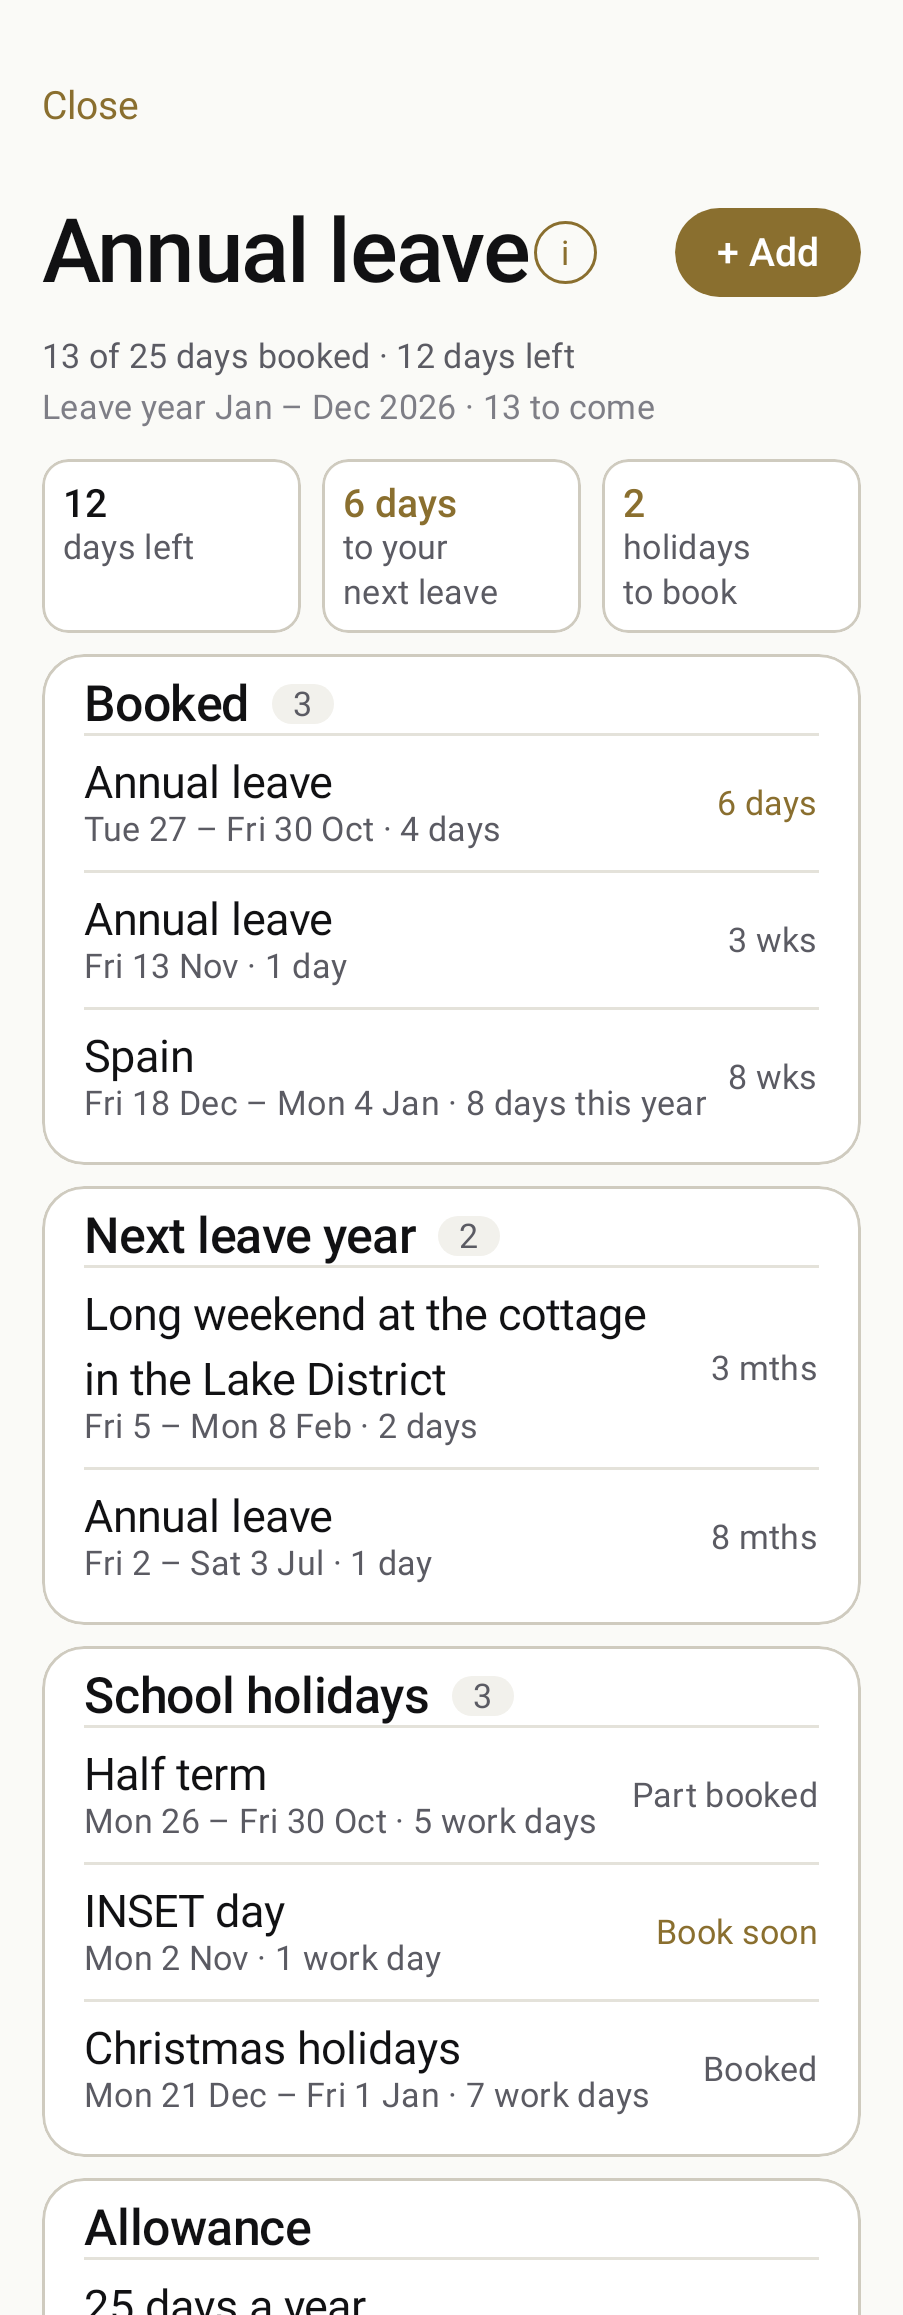 Close
Annual leave i
+ Add
13 of 25 days booked · 12 days left
Leave year Jan – Dec 2026 · 13 to come
12
days left
6 days
to your
next leave
2
holidays
to book
Booked 3
Annual leave
Tue 27 – Fri 30 Oct · 4 days
6 days
Annual leave
Fri 13 Nov · 1 day
3 wks
Spain
Fri 18 Dec – Mon 4 Jan · 8 days this year
8 wks
Next leave year 2
Long weekend at the cottage
in the Lake District
Fri 5 – Mon 8 Feb · 2 days
3 mths
Annual leave
Fri 2 – Sat 3 Jul · 1 day
8 mths
School holidays 3
Half term
Mon 26 – Fri 30 Oct · 5 work days
Part booked
INSET day
Mon 2 Nov · 1 work day
Book soon
Christmas holidays
Mon 21 Dec – Fri 1 Jan · 7 work days
Booked
Allowance
25 days a year